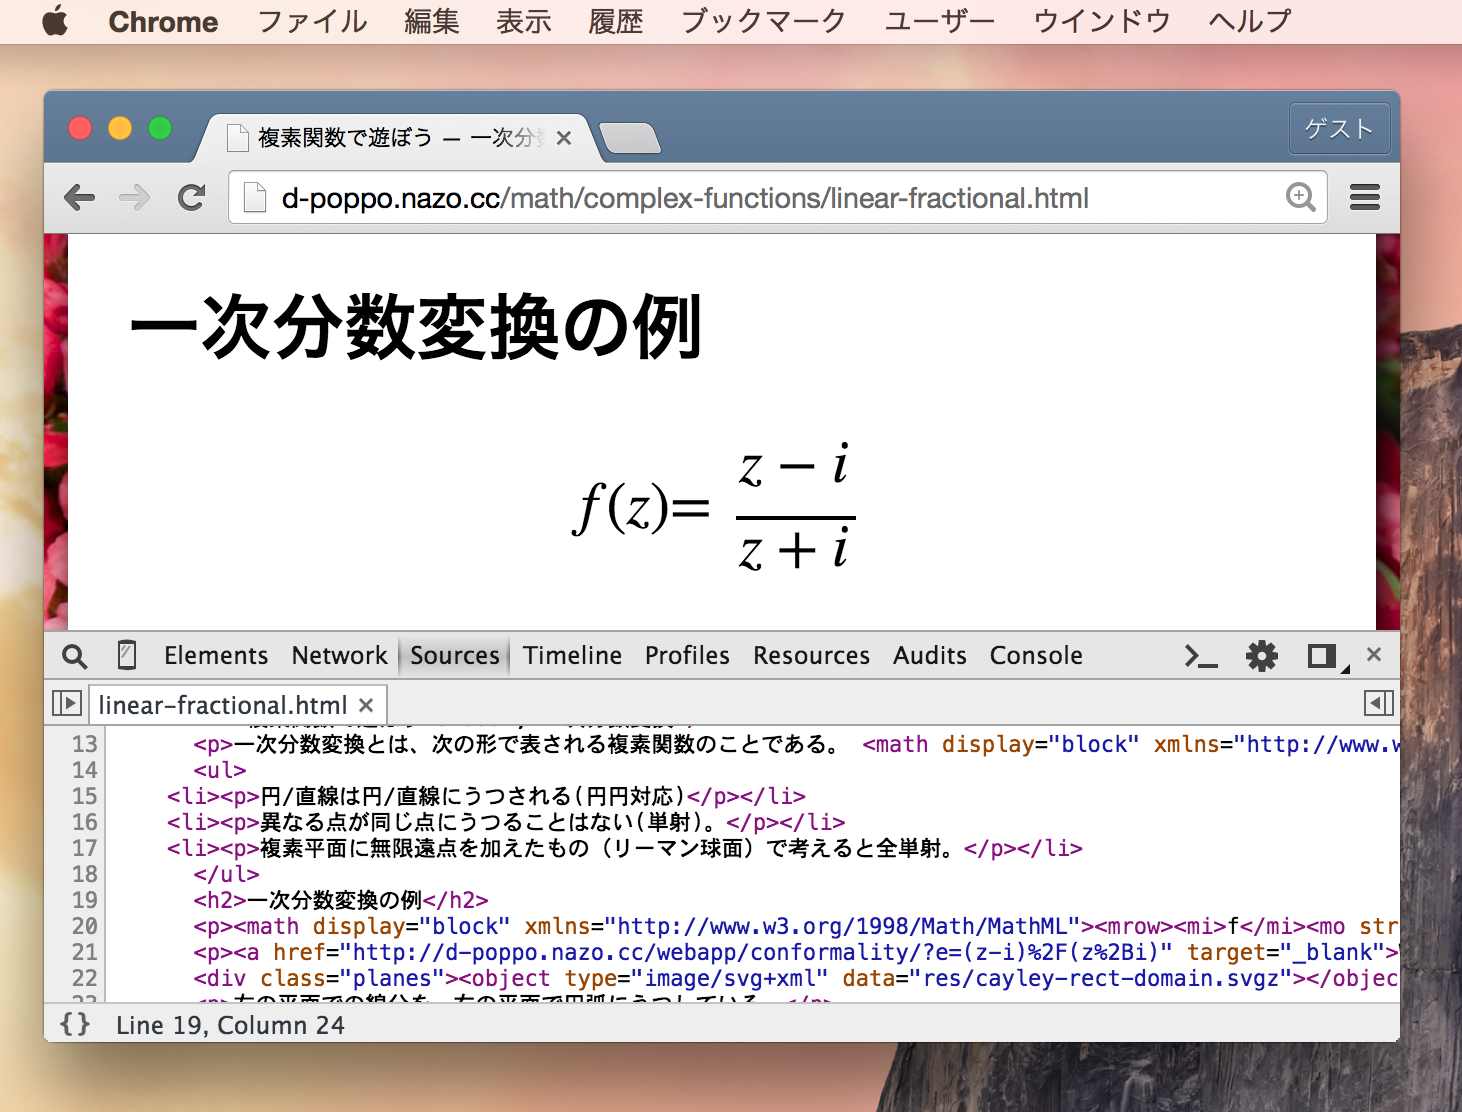 Chrome ファイル 編集 表示 履歴 ブックマーク ユーザー ウインドウ ヘルプ
複素関数で遊ぼう — 一次分
ゲスト
d-poppo.nazo.cc/math/complex-functions/linear-fractional.html
一次分数変換の例
f(z)= z − i
z + i
Elements Network Sources Timeline Profiles Resources Audits Console
linear-fractional.html
13 <p>一次分数変換とは、次の形で表される複素関数のことである。 <math display="block" xmlns="http://www.w
14 <ul>
15 <li><p>円/直線は円/直線にうつされる(円円対応)</p></li>
16 <li><p>異なる点が同じ点にうつることはない(単射)。</p></li>
17 <li><p>複素平面に無限遠点を加えたもの（リーマン球面）で考えると全単射。</p></li>
18 </ul>
19 <h2>一次分数変換の例</h2>
20 <p><math display="block" xmlns="http://www.w3.org/1998/Math/MathML"><mrow><mi>f</mi><mo str
21 <p><a href="http://d-poppo.nazo.cc/webapp/conformality/?e=(z-i)%2F(z%2Bi)" target="_blank">
22 <div class="planes"><object type="image/svg+xml" data="res/cayley-rect-domain.svgz"></objec
{} Line 19, Column 24